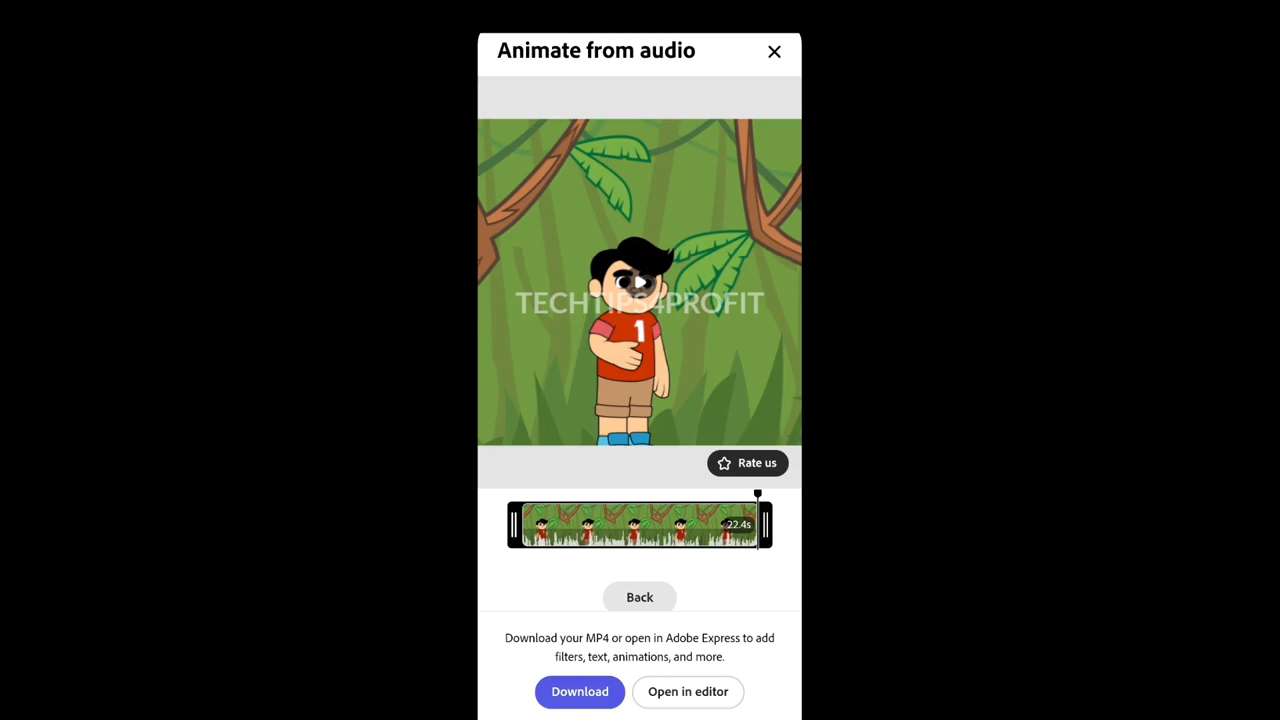 Animate from audio
TECHTIPS4PROFIT
1
Rate us
22.4s
Back
Download your MP4 or open in Adobe Express to add
filters, text, animations, and more.
Download
Open in editor